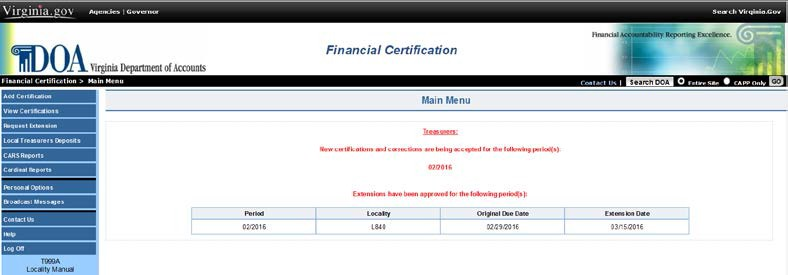 Virginia.gov Agencies | Governor Search Virginia.Gov
Financial Accountability Reporting Excellence.
DOA Virginia Department of Accounts
Financial Certification
Financial Certification > Main Menu
Contact Us | Search DOA Entire Site CAPP Only GO
Add Certification
View Certifications
Request Extension
Local Treasurers Deposits
CARS Reports
Cardinal Reports
Personal Options
Broadcast Messages
Contact Us
Help
Log Off
T999A
Locality Manual
Main Menu
Treasurers:
New certifications and corrections are being accepted for the following period(s):
02/2016
Extensions have been approved for the following period(s):
Period Locality Original Due Date Extension Date
02/2016 L840 02/29/2016 03/15/2016